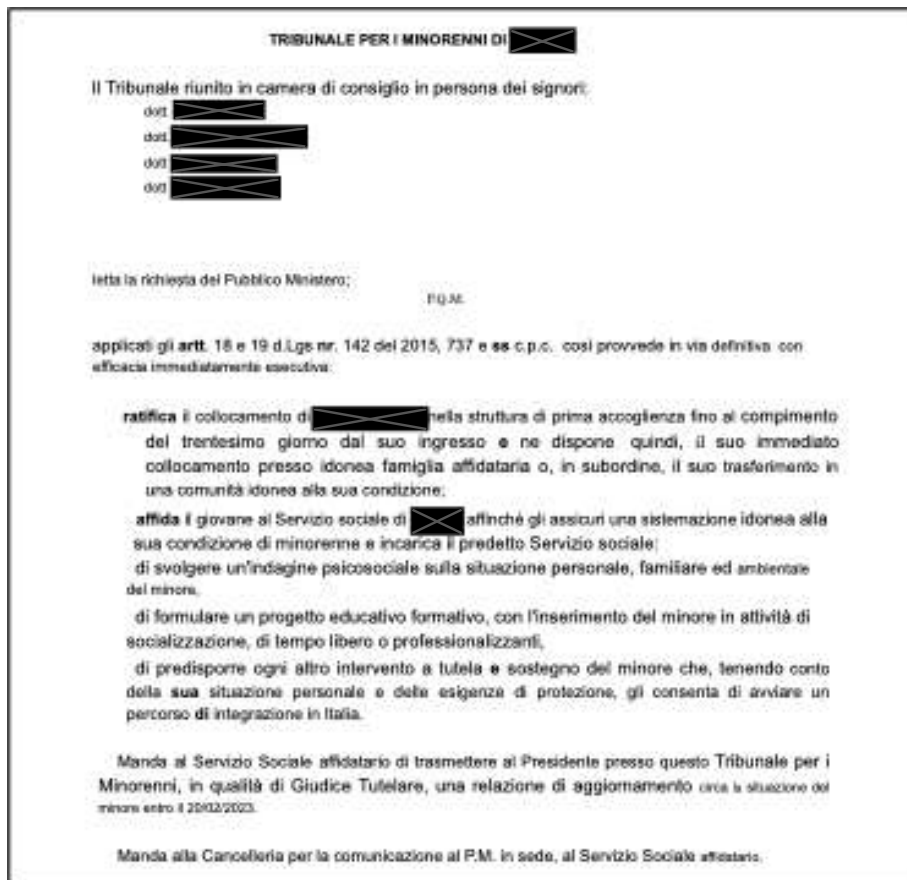 TRIBUNALE PER I MINORENNI DI
Il Tribunale riunito in camera di consiglio in persona dei signori:
dott.
dott.
dott.
dott.
letta la richiesta del Pubblico Ministero;
P.Q.M.
applicati gli artt. 18 e 19 d.Lgs nr. 142 del 2015, 737 e ss c.p.c. così provvede in via definitiva con
efficacia immediatamente esecutiva:
ratifica il collocamento di nella struttura di prima accoglienza fino al compimento
del trentesimo giorno dal suo ingresso e ne dispone quindi, il suo immediato
collocamento presso idonea famiglia affidataria o, in subordine, il suo trasferimento in
una comunità idonea alla sua condizione;
affida il giovane al Servizio sociale di affinché gli assicuri una sistemazione idonea alla
sua condizione di minorenne e incarica il predetto Servizio sociale:
di svolgere un'indagine psicosociale sulla situazione personale, familiare ed ambientale
del minore,
di formulare un progetto educativo formativo, con l'inserimento del minore in attività di
socializzazione, di tempo libero o professionalizzanti,
di predisporre ogni altro intervento a tutela e sostegno del minore che, tenendo conto
della sua situazione personale e delle esigenze di protezione, gli consenta di avviare un
percorso di integrazione in Italia.
Manda al Servizio Sociale affidatario di trasmettere al Presidente presso questo Tribunale per i
Minorenni, in qualità di Giudice Tutelare, una relazione di aggiornamento circa la situazione del
minore entro il 20/02/2023.
Manda alla Cancelleria per la comunicazione al P.M. in sede, al Servizio Sociale affidatario.